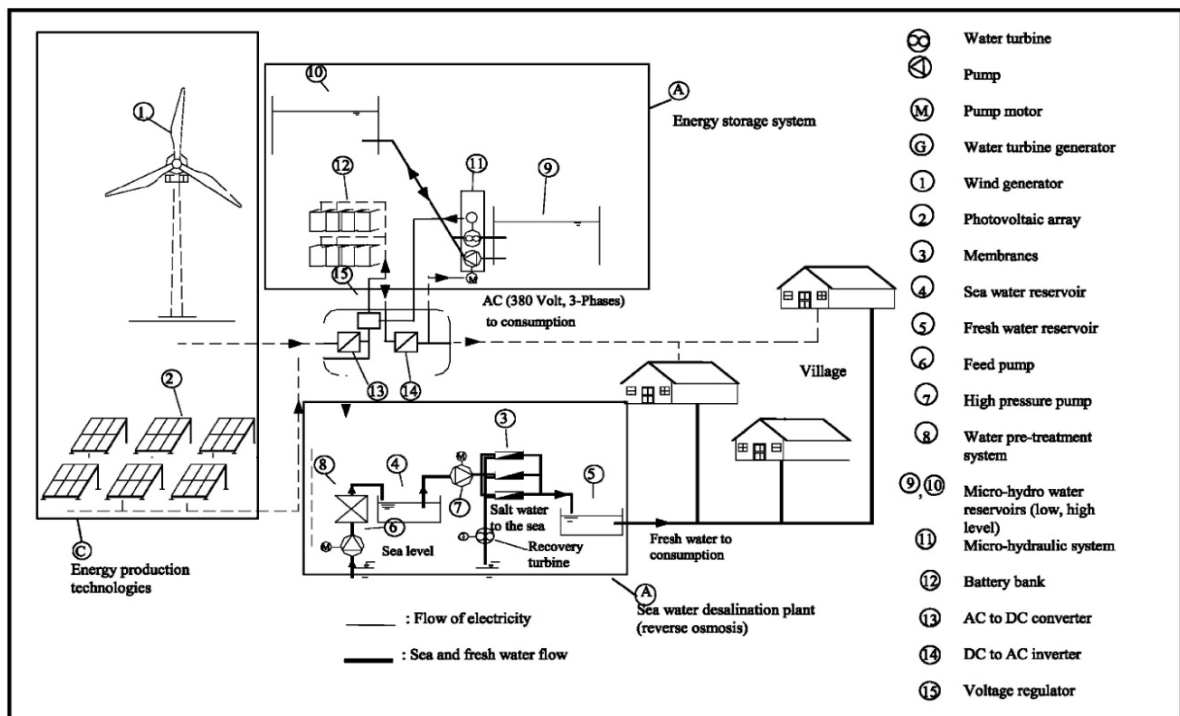 10
A
Energy storage system
1
12
11
9
15
M
AC (380 Volt, 3-Phases)
to consumption
13
14
2
Village
3
8
4
M
5
7
Salt water
to the sea
6
Sea level
M
Recovery
turbine
Fresh water to
consumption
C
Energy production
technologies
A
Sea water desalination plant
(reverse osmosis)
: Flow of electricity
: Sea and fresh water flow
Water turbine
Pump
M Pump motor
G Water turbine generator
1 Wind generator
2 Photovoltaic array
3 Membranes
4 Sea water reservoir
5 Fresh water reservoir
6 Feed pump
7 High pressure pump
8 Water pre-treatment
system
9, 10 Micro-hydro water
reservoirs (low, high
level)
11 Micro-hydraulic system
12 Battery bank
13 AC to DC converter
14 DC to AC inverter
15 Voltage regulator